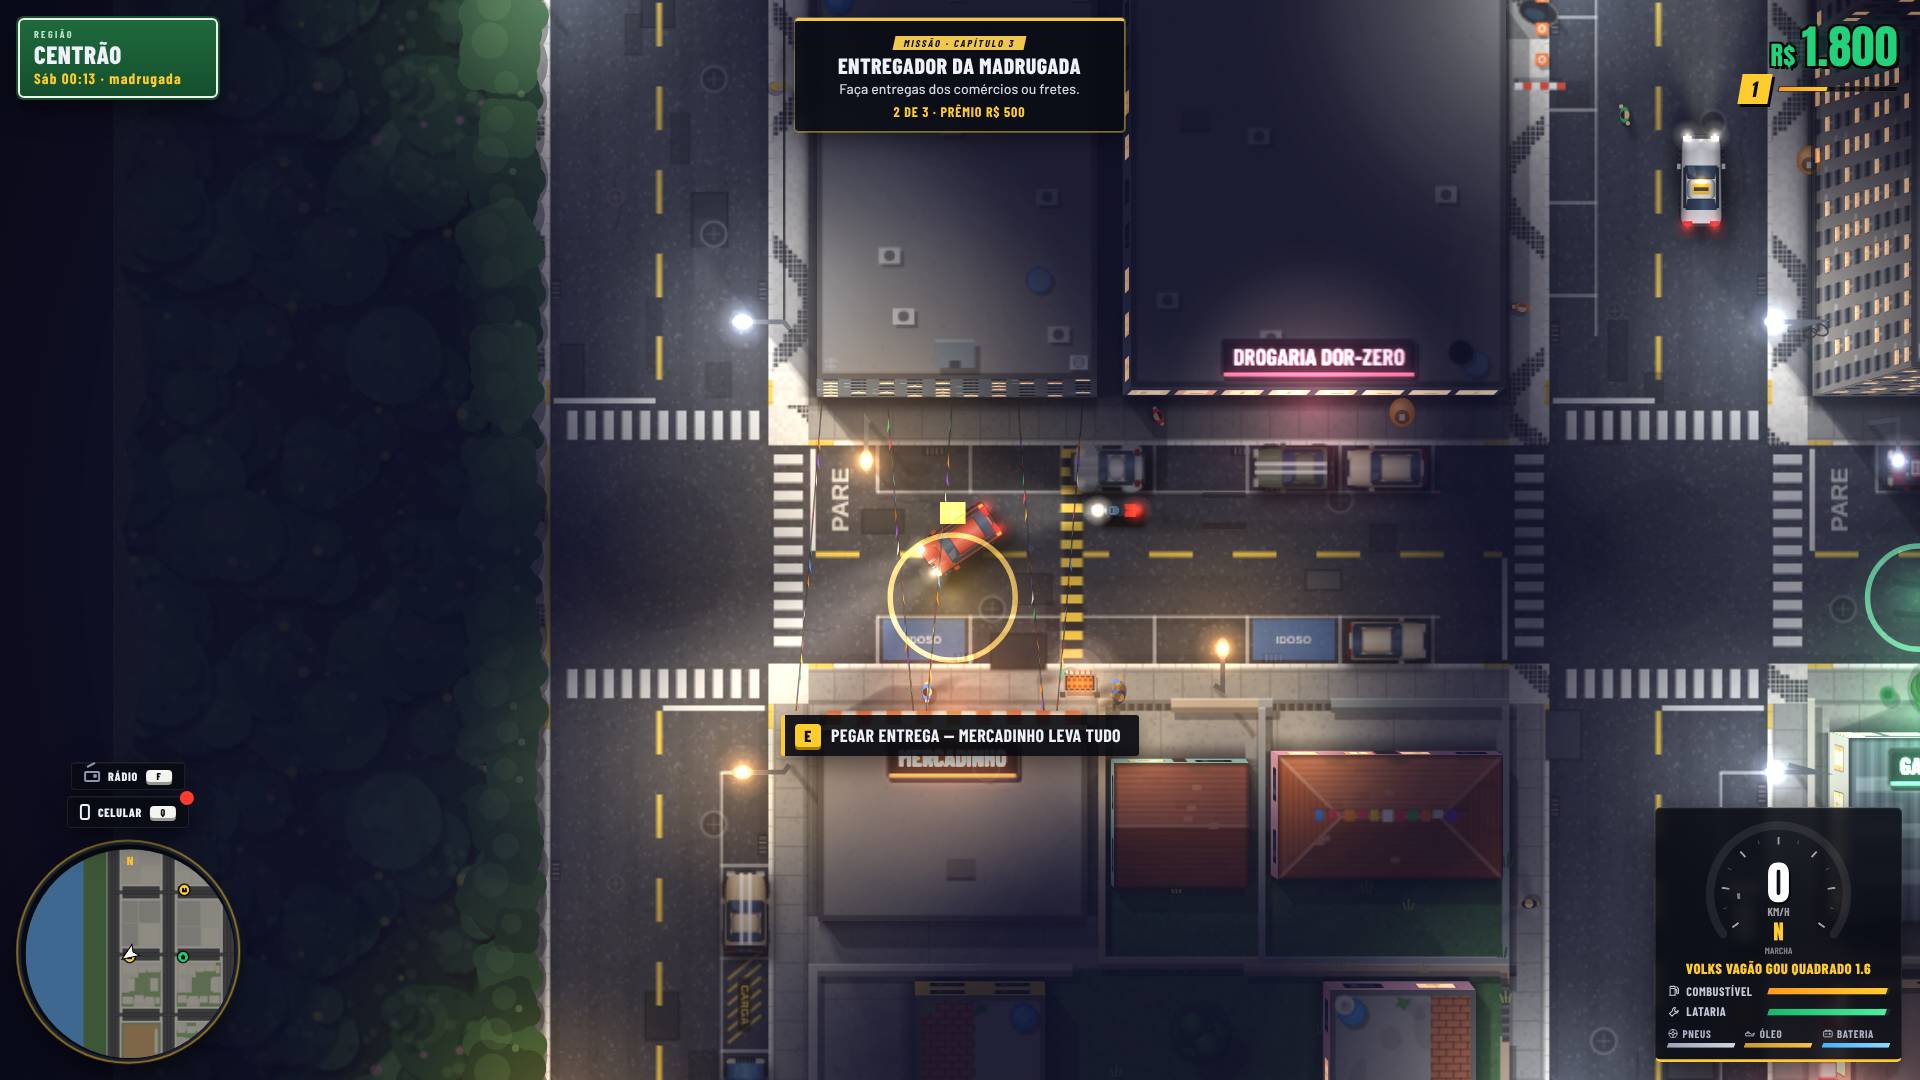 REGIÃO
CENTRÃO
Sáb 00:13 · madrugada
MISSÃO · CAPÍTULO 3
ENTREGADOR DA MADRUGADA
Faça entregas dos comércios ou fretes.
2 DE 3 · PRÊMIO R$ 500
R$ 1.800
1
DROGARIA DOR-ZERO
PARE
PARE
IDOSO
IDOSO
E PEGAR ENTREGA — MERCADINHO LEVA TUDO
MERCADINHO
GA
RÁDIO F
CELULAR Q
N
M
CARGA
0
KM/H
N
MARCHA
VOLKS VAGÃO GOU QUADRADO 1.6
COMBUSTÍVEL
LATARIA
PNEUS ÓLEO BATERIA